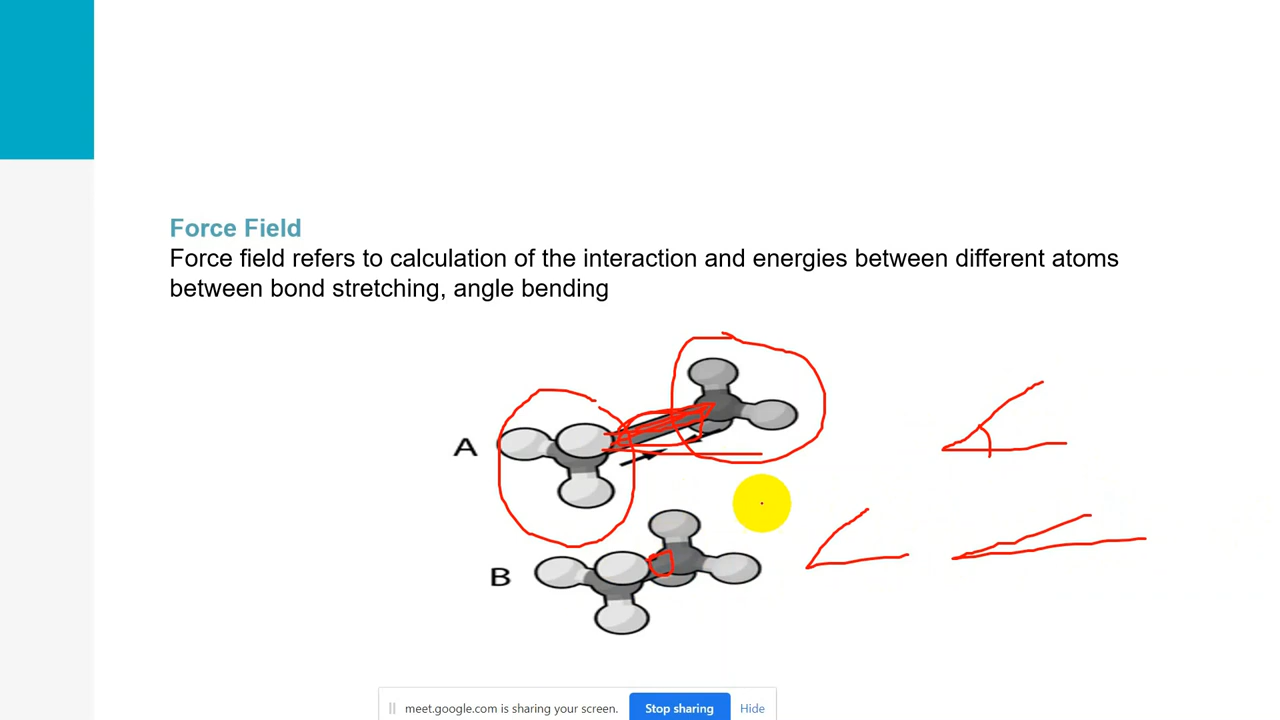 Force Field
Force field refers to calculation of the interaction and energies between different atoms
between bond stretching, angle bending
A
B
meet.google.com is sharing your screen. Stop sharing Hide